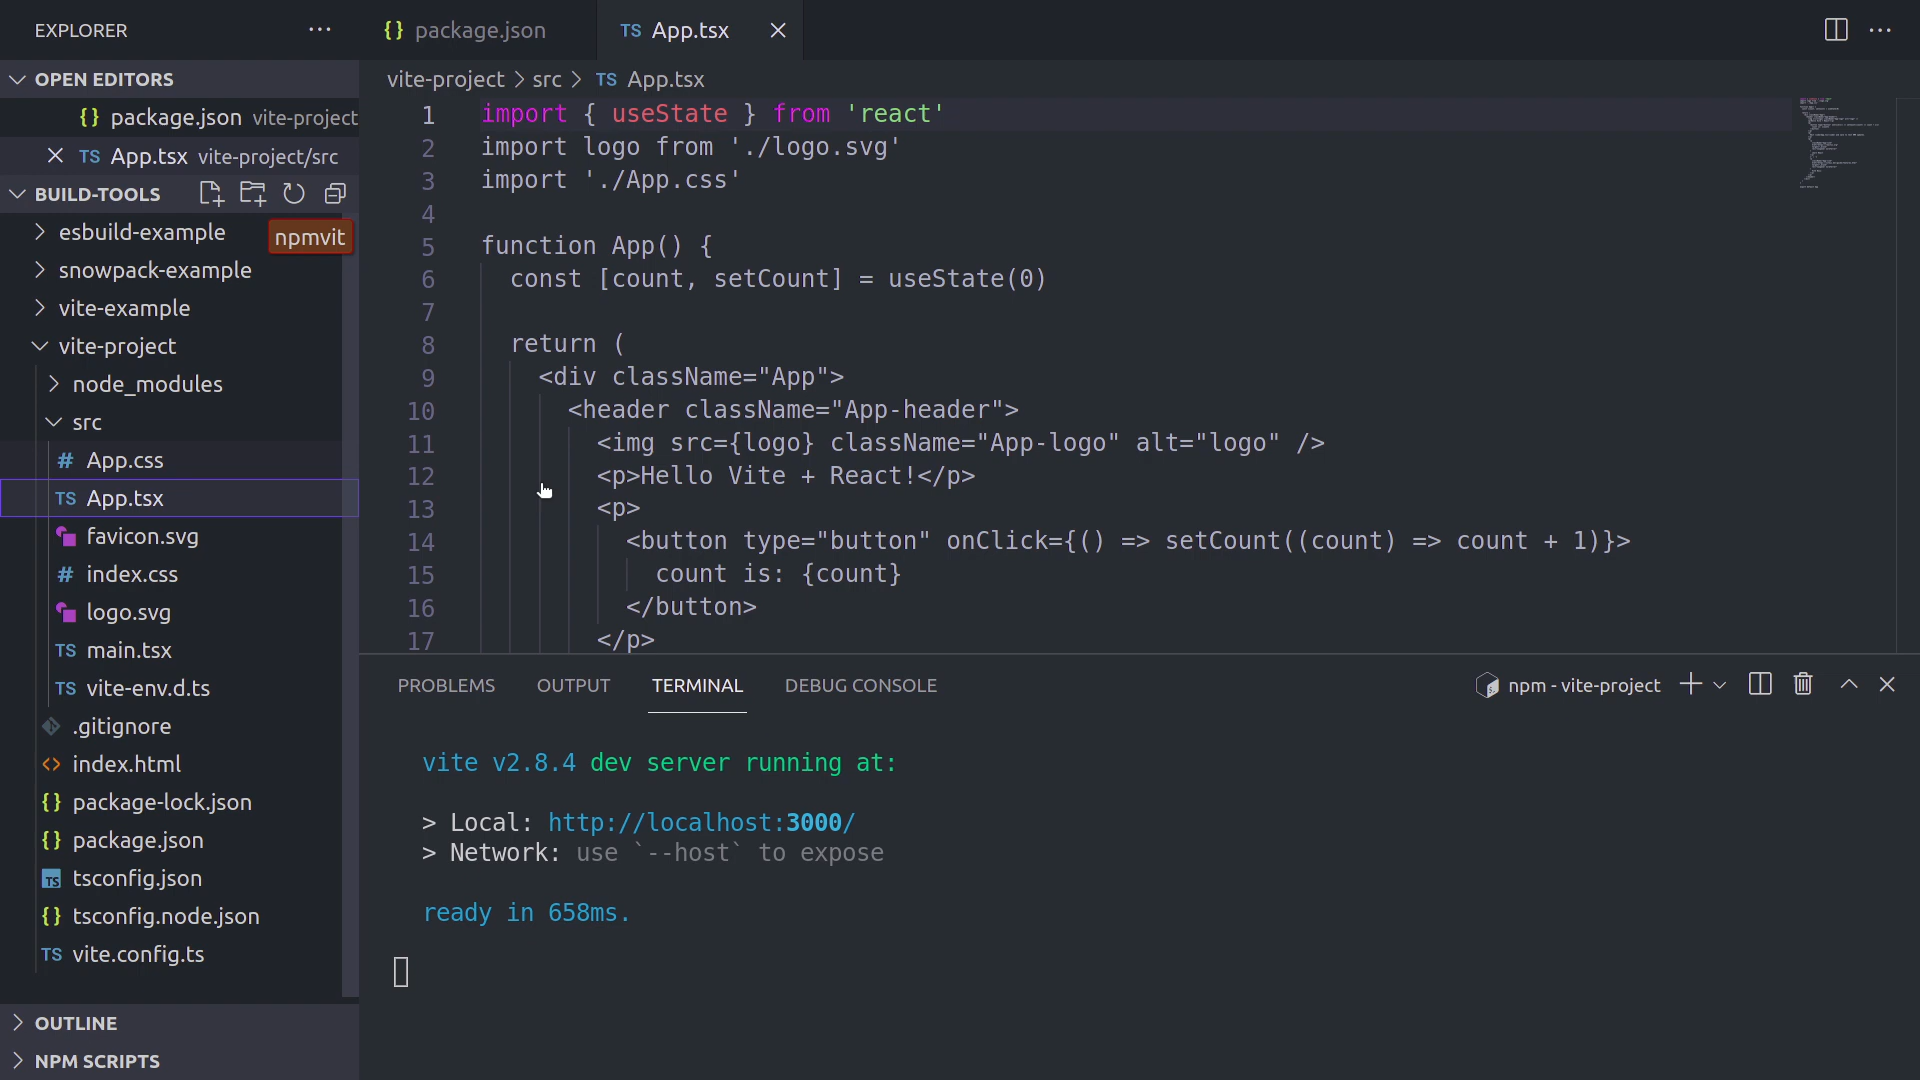 EXPLORER
OPEN EDITORS
{} package.json vite-project
TS App.tsx vite-project/src
BUILD-TOOLS
esbuild-example
npmvit
snowpack-example
vite-example
vite-project
node_modules
src
# App.css
TS App.tsx
favicon.svg
# index.css
logo.svg
TS main.tsx
TS vite-env.d.ts
.gitignore
<> index.html
{} package-lock.json
{} package.json
TS tsconfig.json
{} tsconfig.node.json
TS vite.config.ts
OUTLINE
NPM SCRIPTS
{} package.json
TS App.tsx
vite-project > src > TS App.tsx
1 import { useState } from 'react'
2 import logo from './logo.svg'
3 import './App.css'
4
5 function App() {
6 const [count, setCount] = useState(0)
7
8 return (
9 <div className="App">
10 <header className="App-header">
11 <img src={logo} className="App-logo" alt="logo" />
12 <p>Hello Vite + React!</p>
13 <p>
14 <button type="button" onClick={() => setCount((count) => count + 1)}>
15 count is: {count}
16 </button>
17 </p>
PROBLEMS OUTPUT TERMINAL DEBUG CONSOLE
npm - vite-project
vite v2.8.4 dev server running at:
> Local: http://localhost:3000/
> Network: use `--host` to expose
ready in 658ms.